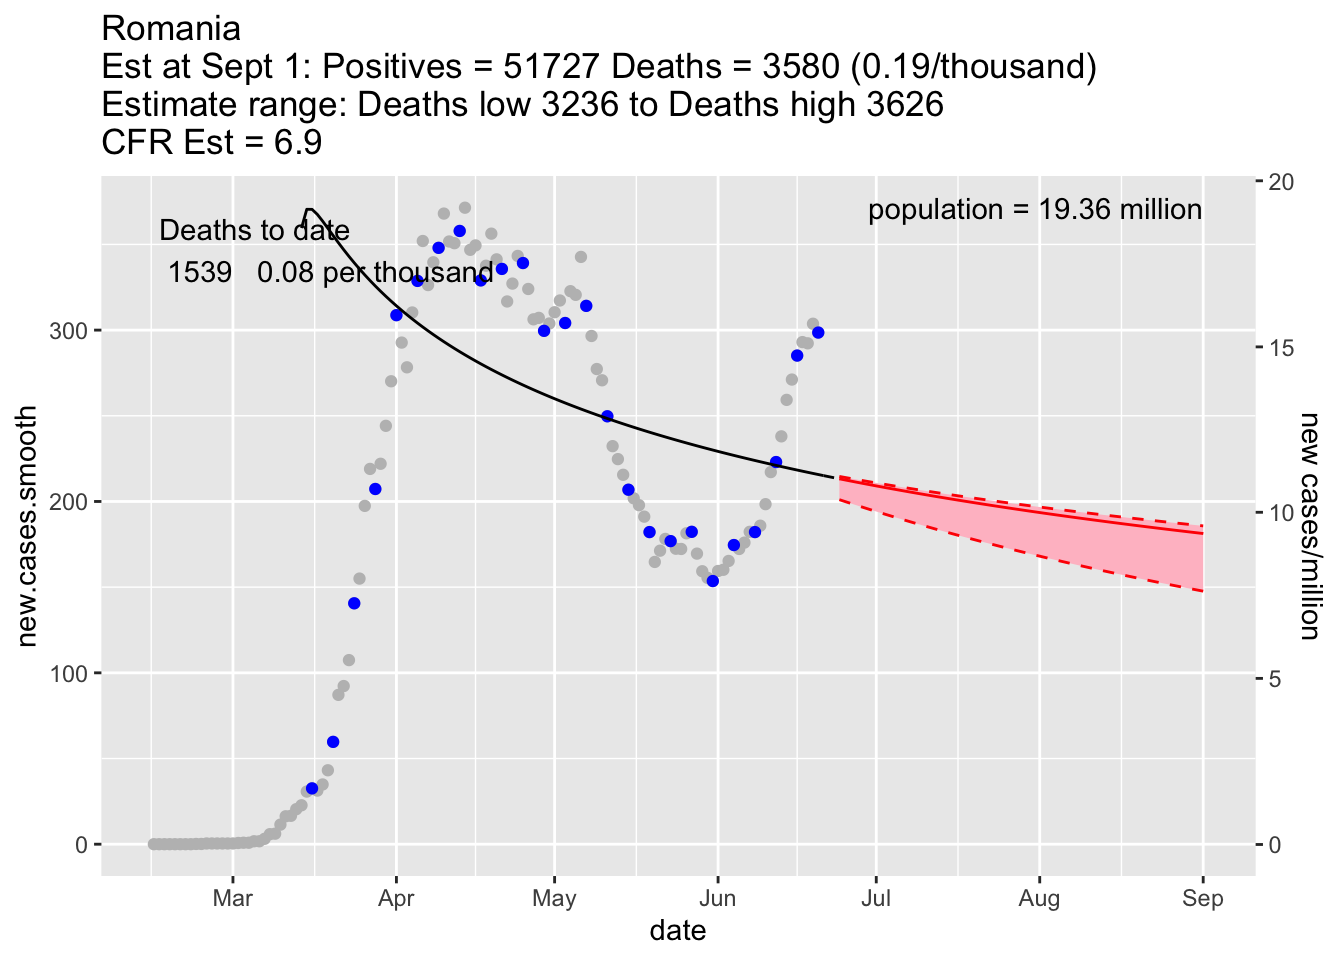 Romania
Est at Sept 1: Positives = 51727 Deaths = 3580 (0.19/thousand)
Estimate range: Deaths low 3236 to Deaths high 3626
CFR Est = 6.9
Deaths to date
1539 0.08 per thousand
population = 19.36 million
new.cases.smooth
300
200
100
0
20
15
10
5
0
new cases/million
Mar Apr May Jun Jul Aug Sep
date